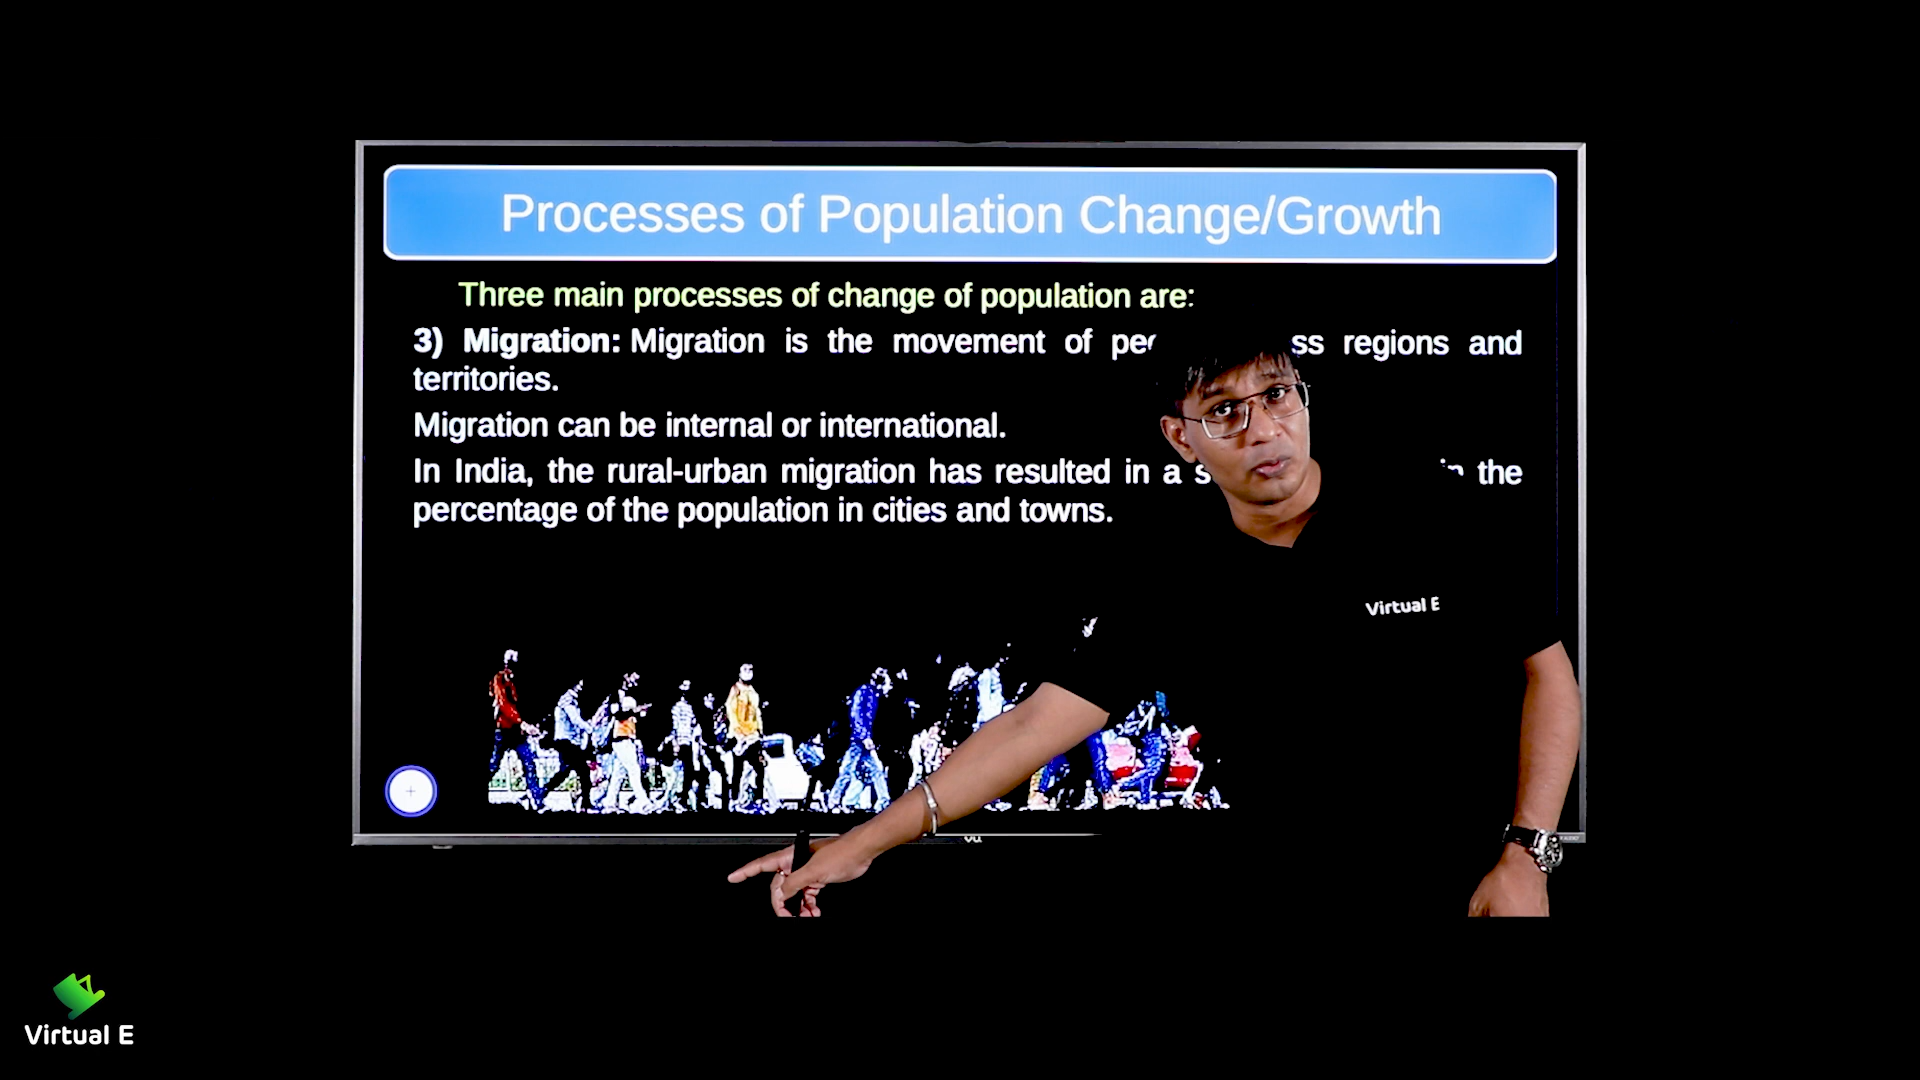 Processes of Population Change/Growth
Three main processes of change of population are:
3) Migration: Migration is the movement of regions and
territories.
Migration can be internal or international.
In India, the rural-urban migration has resulted in a the
percentage of the population in cities and towns.
Virtual E
Virtual E